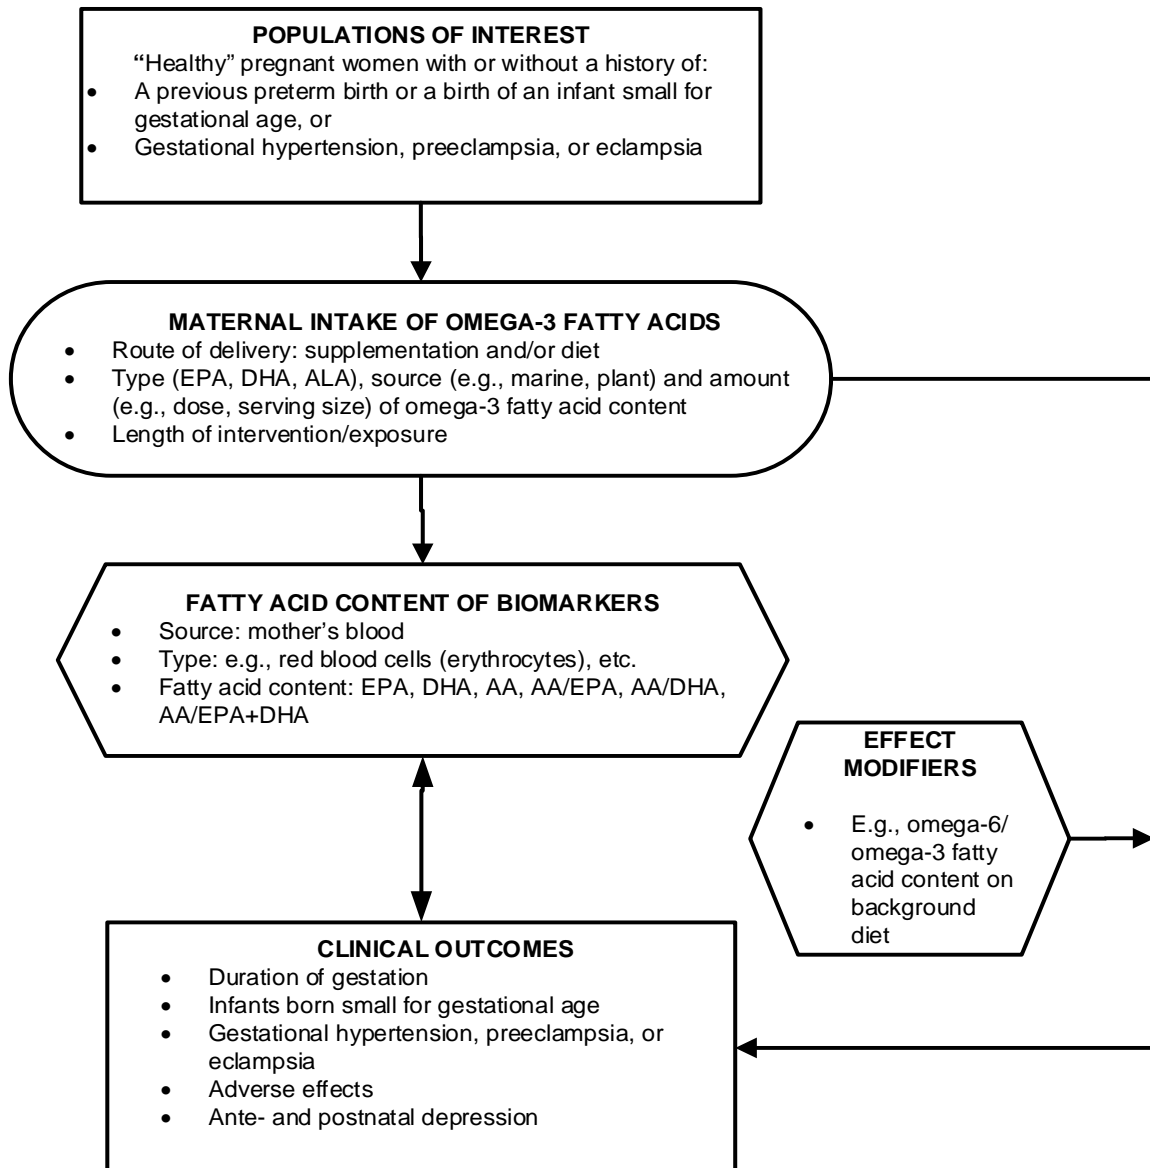 POPULATIONS OF INTEREST
“Healthy” pregnant women with or without a history of:
• A previous preterm birth or a birth of an infant small for
gestational age, or
• Gestational hypertension, preeclampsia, or eclampsia
MATERNAL INTAKE OF OMEGA-3 FATTY ACIDS
• Route of delivery: supplementation and/or diet
• Type (EPA, DHA, ALA), source (e.g., marine, plant) and amount
(e.g., dose, serving size) of omega-3 fatty acid content
• Length of intervention/exposure
FATTY ACID CONTENT OF BIOMARKERS
• Source: mother’s blood
• Type: e.g., red blood cells (erythrocytes), etc.
• Fatty acid content: EPA, DHA, AA, AA/EPA, AA/DHA,
AA/EPA+DHA
EFFECT
MODIFIERS
• E.g., omega-6/
omega-3 fatty
acid content on
background
diet
CLINICAL OUTCOMES
• Duration of gestation
• Infants born small for gestational age
• Gestational hypertension, preeclampsia, or
eclampsia
• Adverse effects
• Ante- and postnatal depression